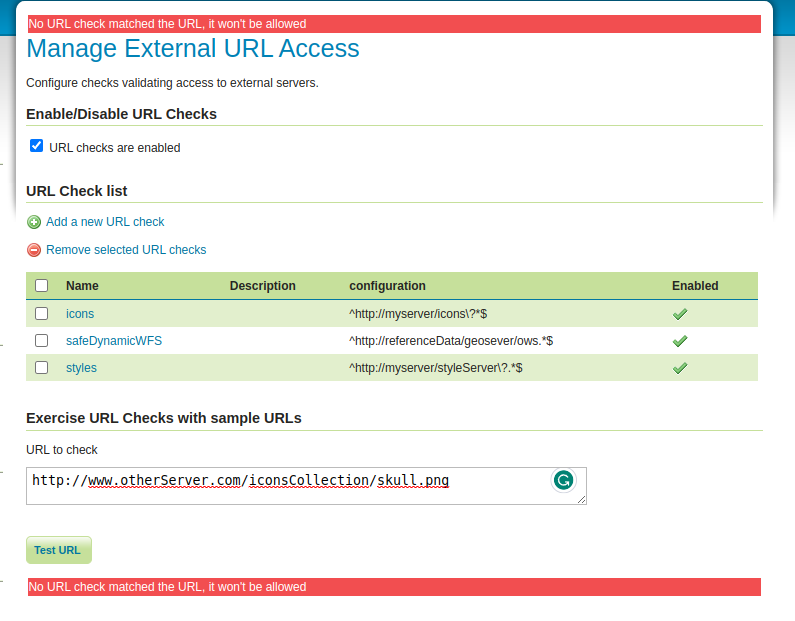 No URL check matched the URL, it won't be allowed
Manage External URL Access
Configure checks validating access to external servers.
Enable/Disable URL Checks
URL checks are enabled
URL Check list
Add a new URL check
Remove selected URL checks
Name Description configuration Enabled
icons ^http://myserver/icons\?*$
safeDynamicWFS ^http://referenceData/geosever/ows.*$
styles ^http://myserver/styleServer\?.*$
Exercise URL Checks with sample URLs
URL to check
http://www.otherServer.com/iconsCollection/skull.png
Test URL
No URL check matched the URL, it won't be allowed